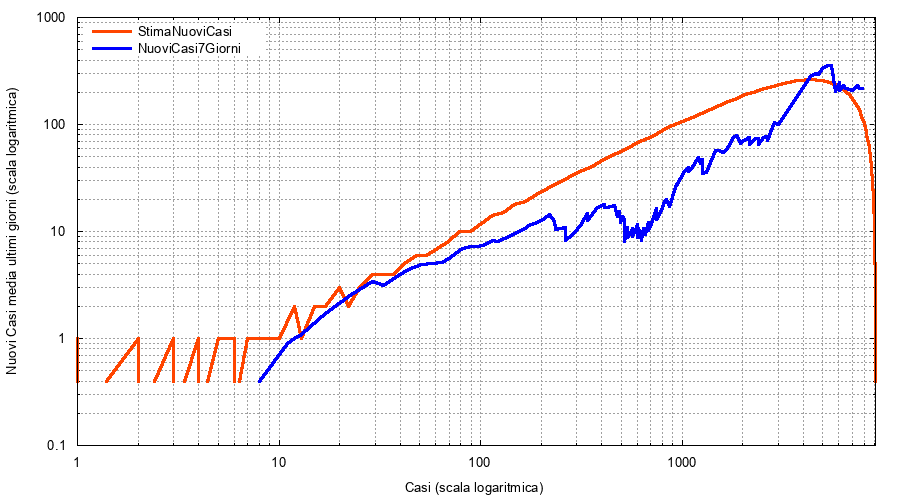 1000
StimaNuoviCasi
NuoviCasi7Giorni
100
10
1
0.1
Nuovi Casi media ultimi giorni (scala logaritmica)
1 10 100 1000
Casi (scala logaritmica)